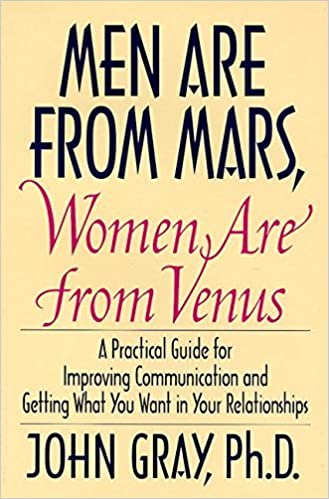 MEN ARE
FROM MARS,
Women Are
from Venus
A Practical Guide for
Improving Communication and
Getting What You Want in Your Relationships
JOHN GRAY, Ph.D.